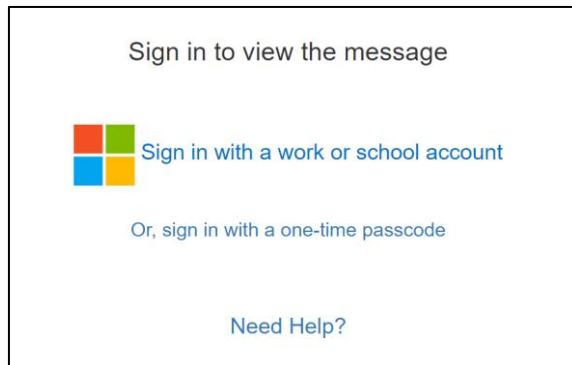 Sign in to view the message
Sign in with a work or school account
Or, sign in with a one-time passcode
Need Help?